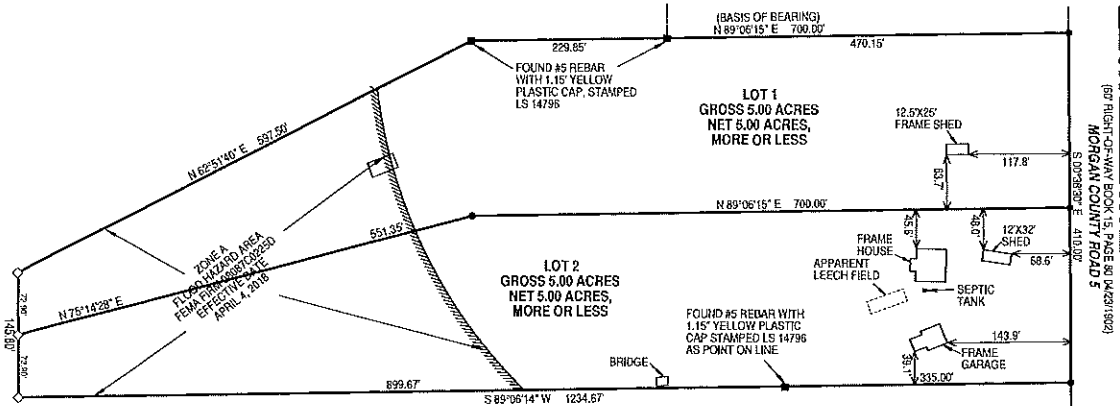 (BASIS OF BEARING)
N 89°06'15" E 700.00'
229.85'
470.15'
FOUND #5 REBAR
WITH 1.15" YELLOW
PLASTIC CAP, STAMPED
LS 14796
LOT 1
GROSS 5.00 ACRES
NET 5.00 ACRES,
MORE OR LESS
12.5'X25'
FRAME SHED
117.8'
63.7'
(60' RIGHT-OF-WAY BOOK 15, PAGE 80 04/23/1902)
MORGAN COUNTY ROAD 5
S 00°38'30" E 410.00'
N 62°51'40" E 597.50'
N 89°06'15" E 700.00'
551.35'
ZONE A
FLOOD HAZARD AREA
FEMA FIRM 08087C0225D
EFFECTIVE DATE
APRIL 4, 2018
N 75°14'28" E
72.90'
145.80'
72.90'
LOT 2
GROSS 5.00 ACRES
NET 5.00 ACRES,
MORE OR LESS
45.6'
48.0'
FRAME
HOUSE
12'X32'
SHED
68.6'
APPARENT
LEECH FIELD
SEPTIC
TANK
FOUND #5 REBAR WITH
1.15" YELLOW PLASTIC
CAP STAMPED LS 14796
AS POINT ON LINE
BRIDGE
143.9'
FRAME
GARAGE
39.1'
335.00'
899.67'
S 89°06'14" W 1234.67'